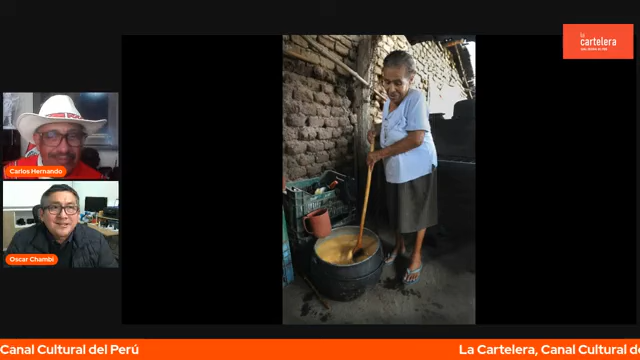 la
cartelera
Carlos Hernando
Oscar Chambi
Canal Cultural del Perú
La Cartelera, Canal Cultural de